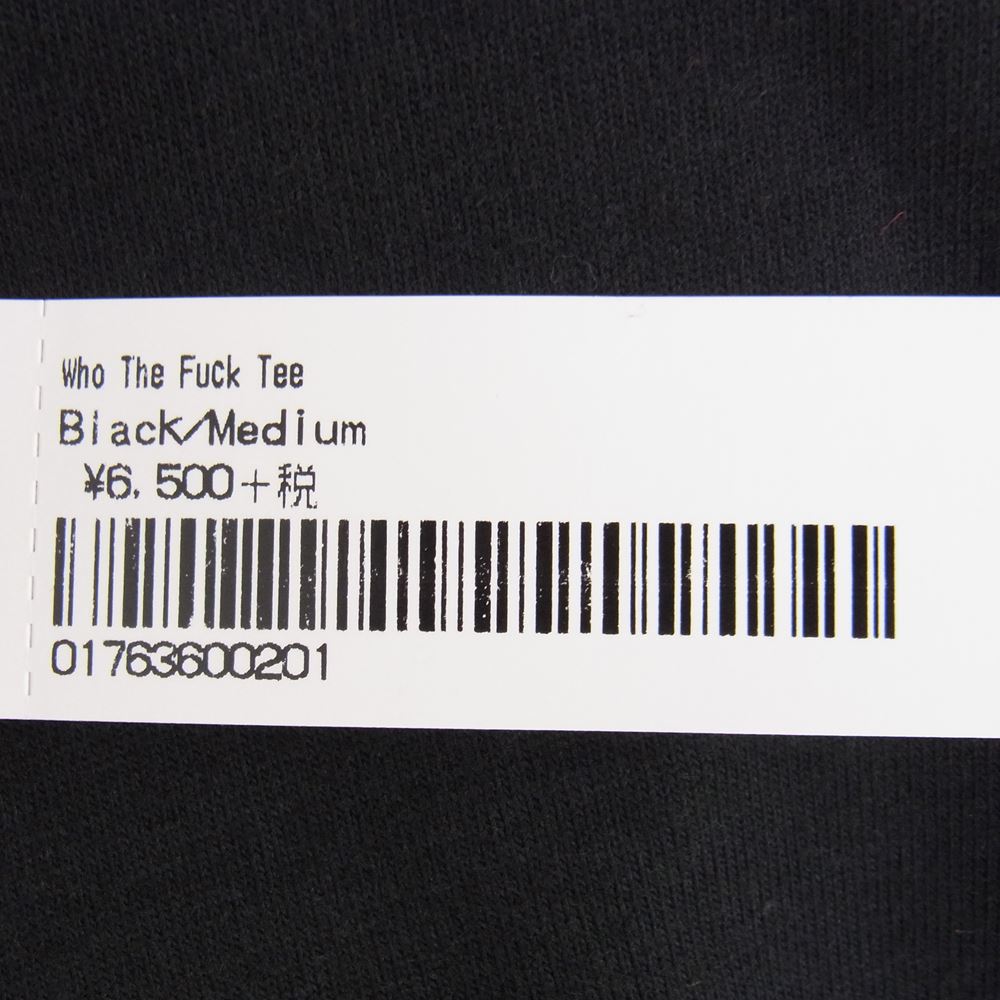 Who The Fuck Tee
Black/Medium
¥6,500+税
01763600201